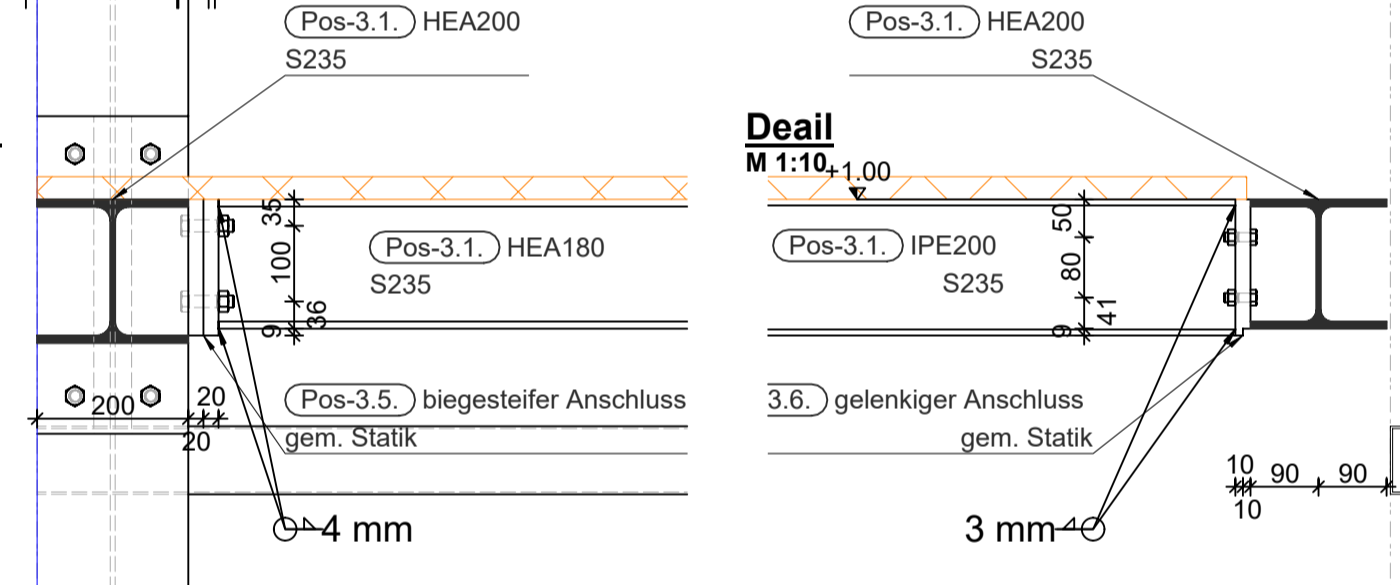 Pos-3.1. HEA200
S235
Pos-3.1. HEA200
S235
Deail
M 1:10
+1.00
35
100
36
9
Pos-3.1. HEA180
S235
Pos-3.1. IPE200
S235
50
80
41
9
200
20
20
Pos-3.5. biegesteifer Anschluss
gem. Statik
3.6. gelenkiger Anschluss
gem. Statik
10
90
90
10
4 mm
3 mm